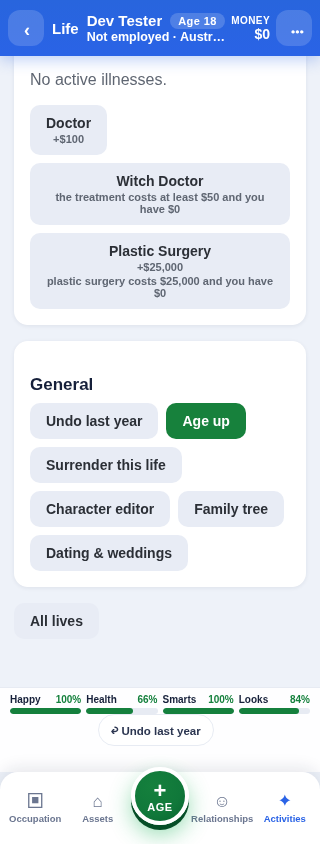 ‹ Life Dev Tester Age 18 MONEY
Not employed · Austr… $0
No active illnesses.
Doctor
+$100
Witch Doctor
the treatment costs at least $50 and you
have $0
Plastic Surgery
+$25,000
plastic surgery costs $25,000 and you have
$0
General
Undo last year
Age up
Surrender this life
Character editor
Family tree
Dating & weddings
All lives
Happy 100% Health 66% Smarts 100% Looks 84%
Undo last year
+
AGE
Occupation Assets Relationships Activities